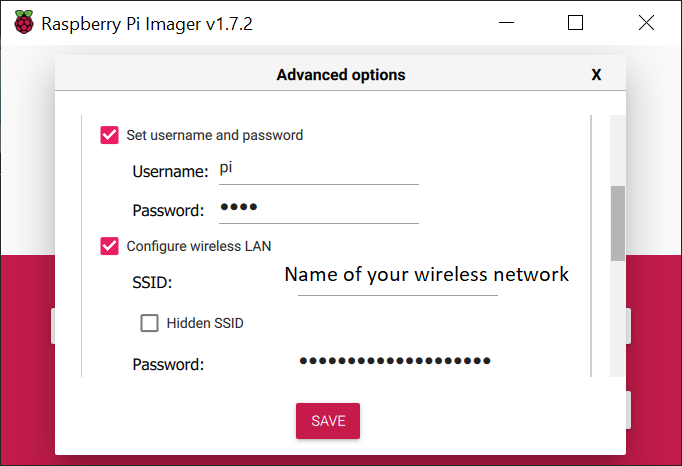 Raspberry Pi Imager v1.7.2
Advanced options X
Set username and password
Username: pi
Password: ●●●●
Configure wireless LAN
SSID: Name of your wireless network
Hidden SSID
Password: ●●●●●●●●●●●●●●●●●●●●
SAVE